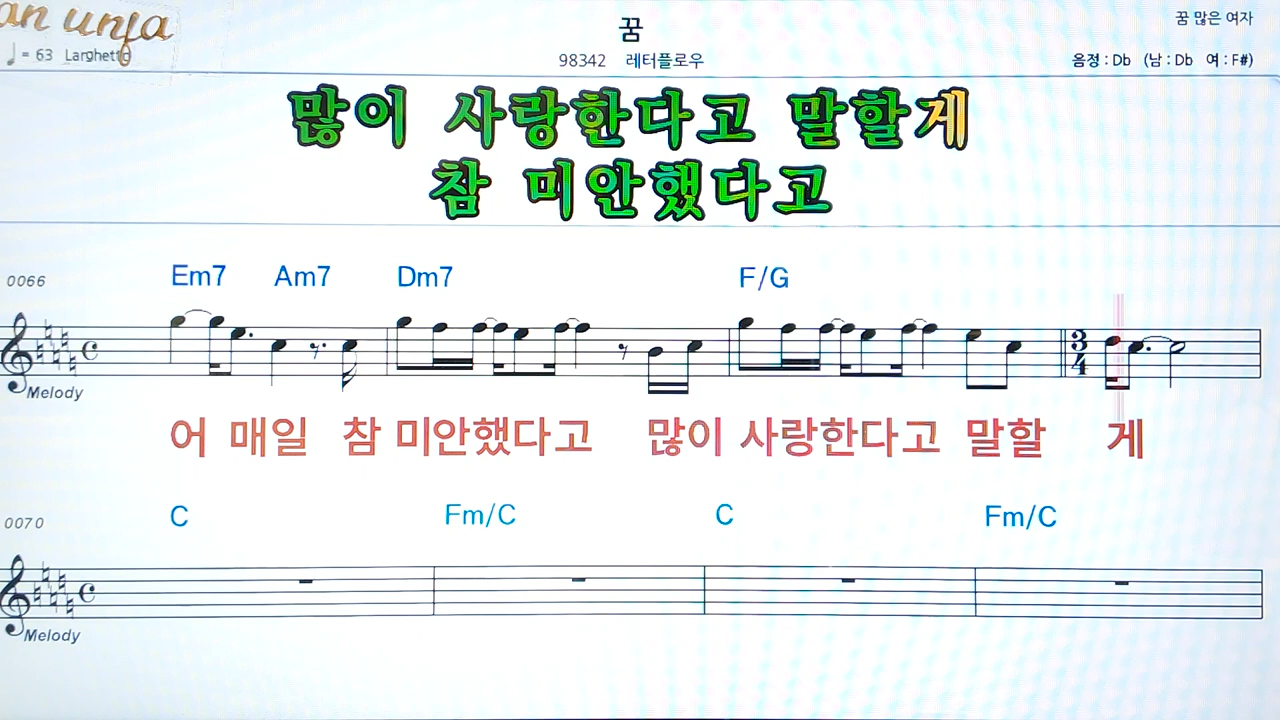 an unfa
꿈
꿈 많은 여자
♩ = 63 Larghetto
98342 레터플로우
음정 : Db (남 : Db 여 : F#)
많이 사랑한다고 말할게
참 미안했다고
0066
Em7 Am7 Dm7 F/G
3
4
Melody
어 매일 참 미안했다고 많이 사랑한다고 말할 게
0070
C Fm/C C Fm/C
Melody